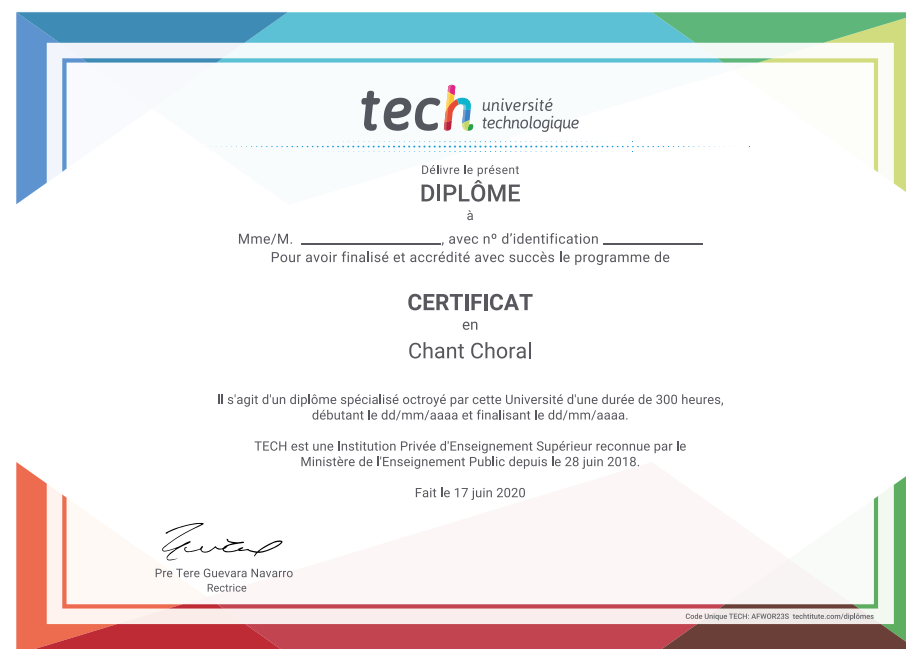 tech université
technologique
Délivre le présent
DIPLÔME
à
Mme/M. ____________________, avec nº d'identification ______________
Pour avoir finalisé et accrédité avec succès le programme de
CERTIFICAT
en
Chant Choral
Il s'agit d'un diplôme spécialisé octroyé par cette Université d'une durée de 300 heures,
débutant le dd/mm/aaaa et finalisant le dd/mm/aaaa.
TECH est une Institution Privée d'Enseignement Supérieur reconnue par le
Ministère de l'Enseignement Public depuis le 28 juin 2018.
Fait le 17 juin 2020
Pre Tere Guevara Navarro
Rectrice
Code Unique TECH: AFWOR23S techtitute.com/diplômes